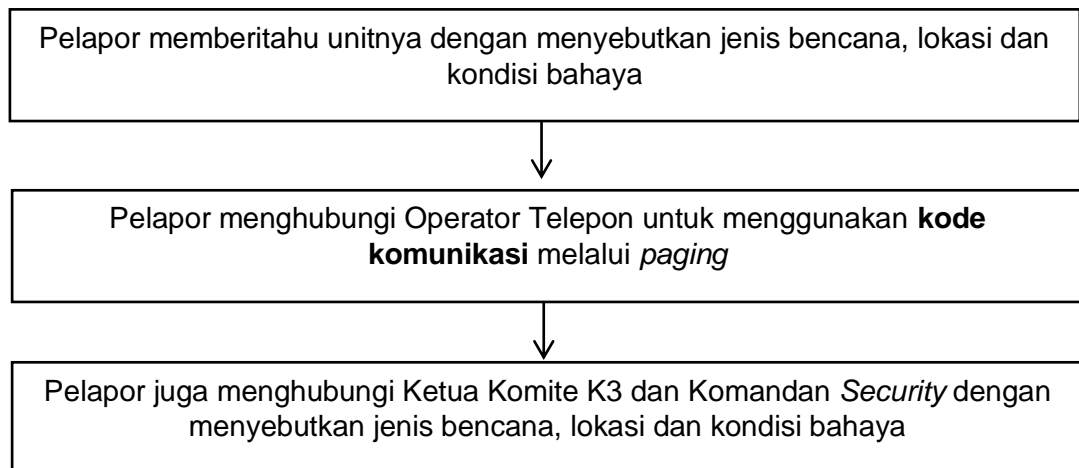 Pelapor memberitahu unitnya dengan menyebutkan jenis bencana, lokasi dan
kondisi bahaya
Pelapor menghubungi Operator Telepon untuk menggunakan kode
komunikasi melalui paging
Pelapor juga menghubungi Ketua Komite K3 dan Komandan Security dengan
menyebutkan jenis bencana, lokasi dan kondisi bahaya